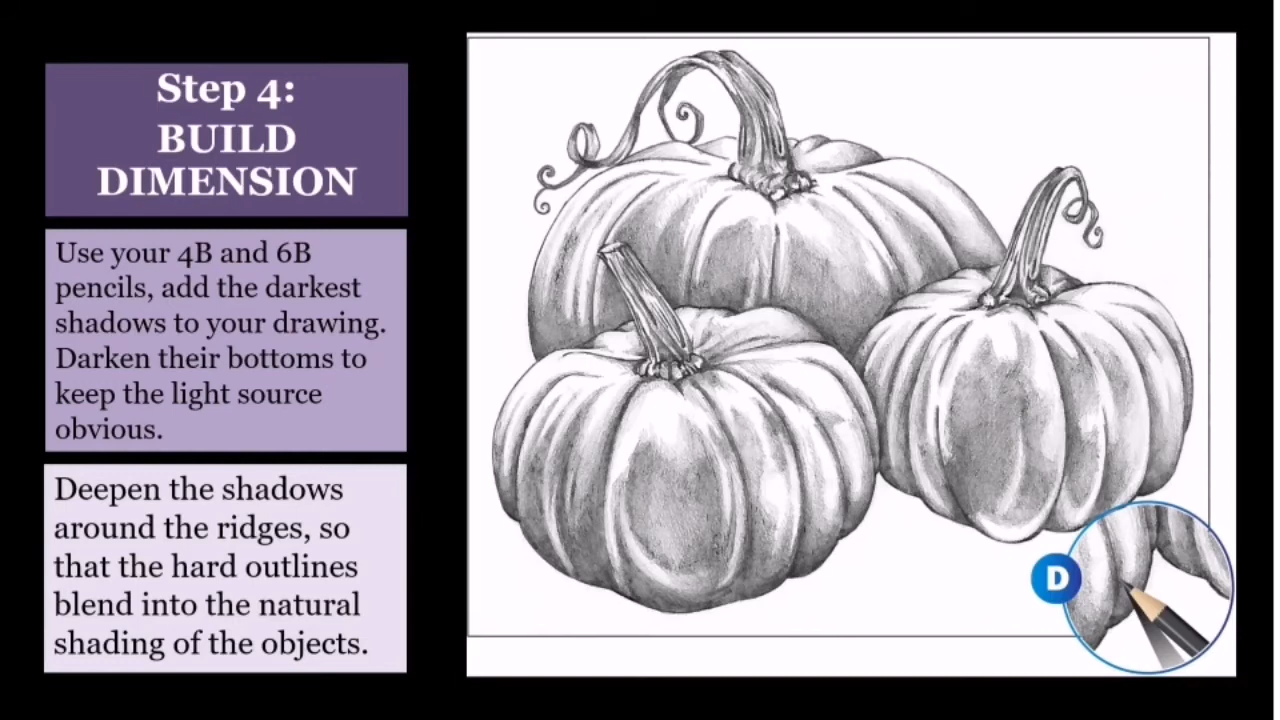 Step 4:
BUILD
DIMENSION
Use your 4B and 6B
pencils, add the darkest
shadows to your drawing.
Darken their bottoms to
keep the light source
obvious.
Deepen the shadows
around the ridges, so
that the hard outlines
blend into the natural
shading of the objects.
D